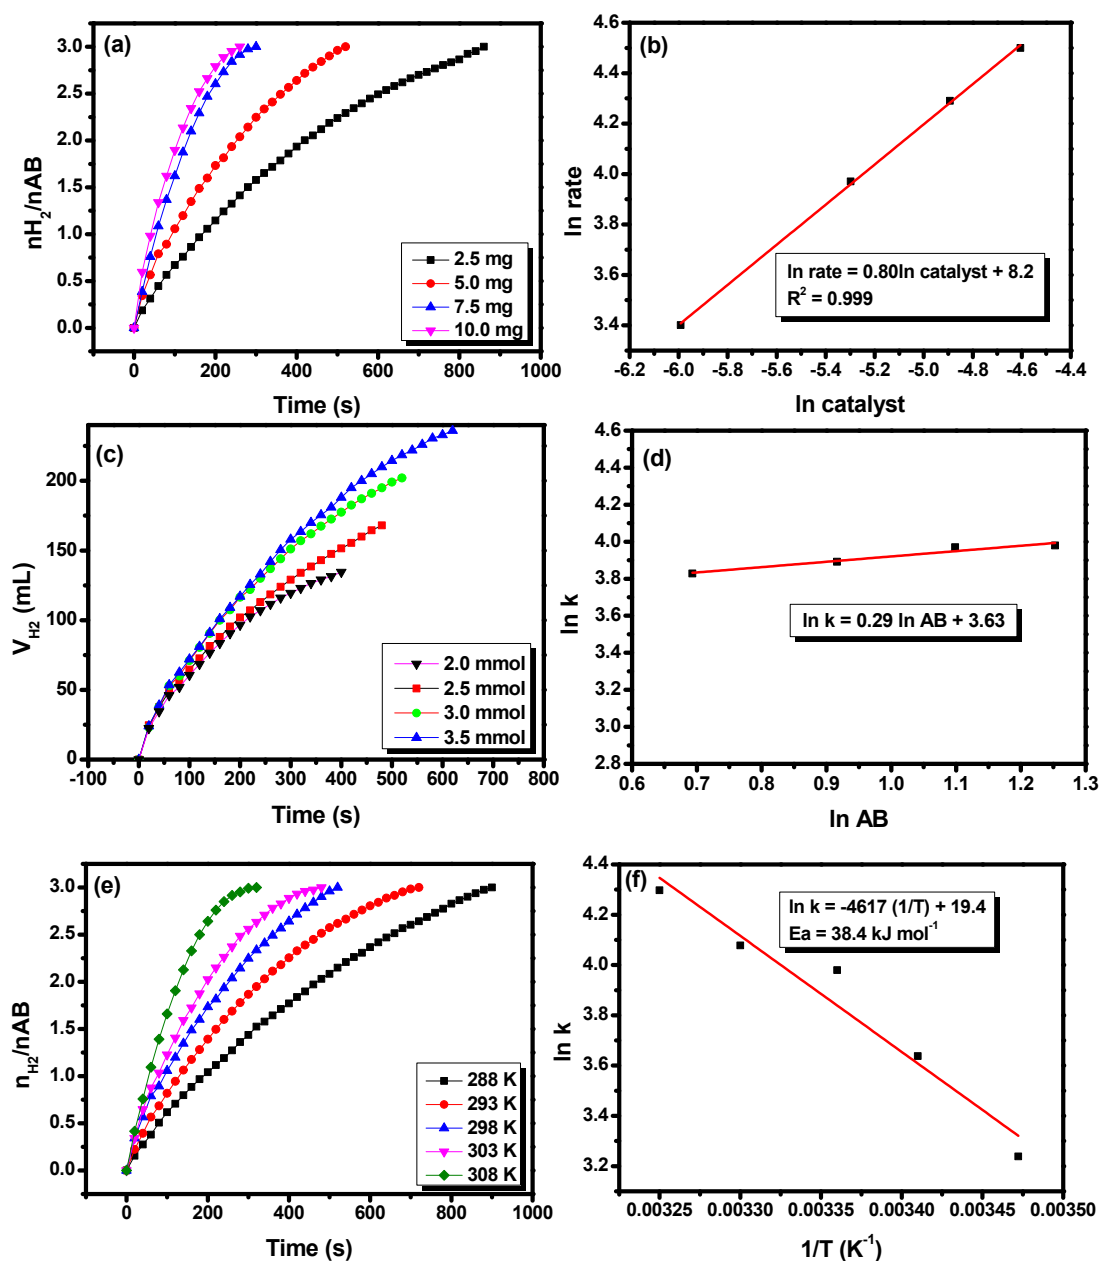 (a)
3.0
2.5
2.0
1.5
1.0
0.5
0.0
nH2/nAB
2.5 mg
5.0 mg
7.5 mg
10.0 mg
0 200 400 600 800 1000
Time (s)
(b)
4.6
4.4
4.2
4.0
3.8
3.6
3.4
ln rate
ln rate = 0.80ln catalyst + 8.2
R² = 0.999
-6.2 -6.0 -5.8 -5.6 -5.4 -5.2 -5.0 -4.8 -4.6 -4.4
ln catalyst
(c)
200
150
100
50
0
VH2 (mL)
2.0 mmol
2.5 mmol
3.0 mmol
3.5 mmol
-100 0 100 200 300 400 500 600 700 800
Time (s)
(d)
4.6
4.4
4.2
4.0
3.8
3.6
3.4
3.2
3.0
2.8
ln k
ln k = 0.29 ln AB + 3.63
0.6 0.7 0.8 0.9 1.0 1.1 1.2 1.3
ln AB
(e)
3.0
2.5
2.0
1.5
1.0
0.5
0.0
nH2/nAB
288 K
293 K
298 K
303 K
308 K
0 200 400 600 800 1000
Time (s)
(f)
4.4
4.2
4.0
3.8
3.6
3.4
3.2
ln k
ln k = -4617 (1/T) + 19.4
Ea = 38.4 kJ mol⁻¹
0.00325 0.00330 0.00335 0.00340 0.00345 0.00350
1/T (K⁻¹)